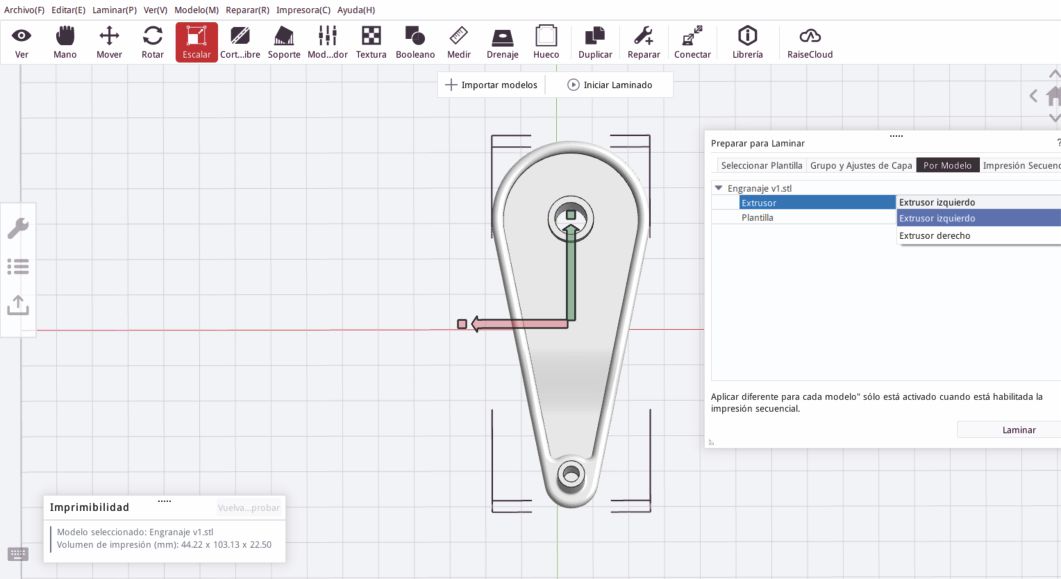 Archivo(F) Editar(E) Laminar(P) Ver(V) Modelo(M) Reparar(R) Impresora(C) Ayuda(H)
Ver Mano Mover Rotar Escalar Cort...ibre Soporte Mod...dor Textura Booleano Medir Drenaje Hueco Duplicar Reparar Conectar Librería RaiseCloud
Importar modelos Iniciar Laminado
Preparar para Laminar ?
Seleccionar Plantilla Grupo y Ajustes de Capa Por Modelo Impresión Secuenc
Engranaje v1.stl
Extrusor Extrusor izquierdo
Plantilla Extrusor izquierdo
Extrusor derecho
Aplicar diferente para cada modelo" sólo está activado cuando está habilitada la
impresión secuencial.
Laminar
Imprimibilidad Vuelva...probar
Modelo seleccionado: Engranaje v1.stl
Volumen de impresión (mm): 44.22 x 103.13 x 22.50